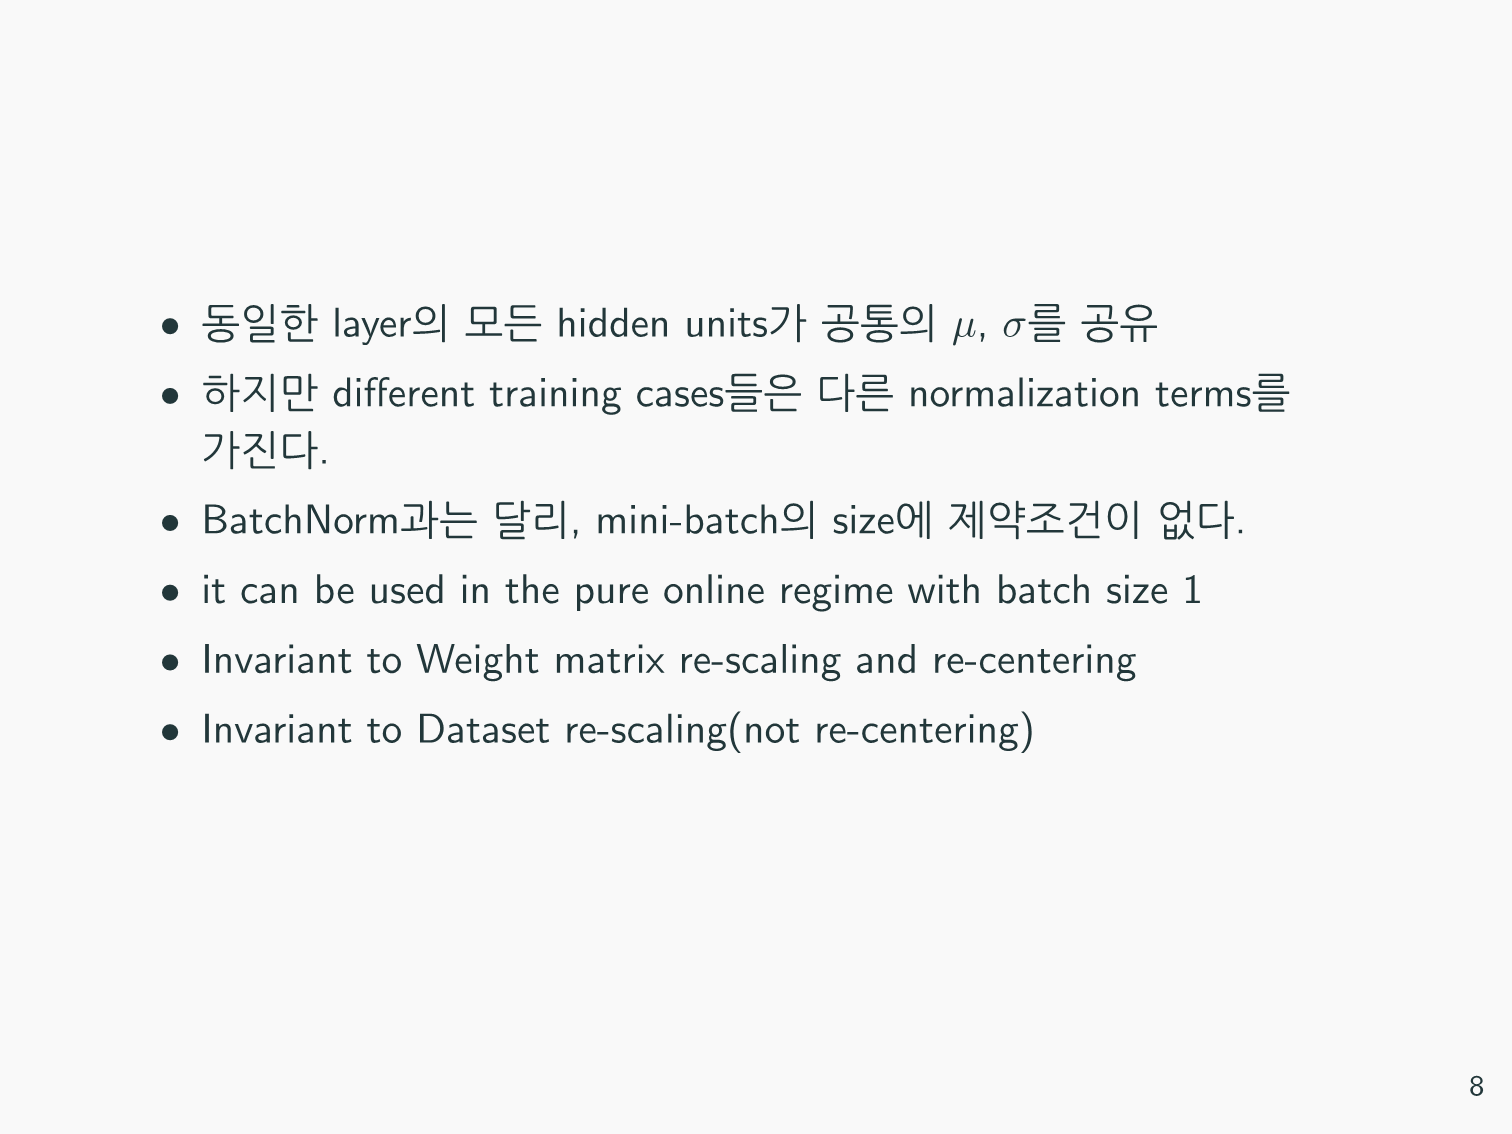 • 동일한 layer의 모든 hidden units가 공통의 μ, σ를 공유
• 하지만 different training cases들은 다른 normalization terms를
가진다.
• BatchNorm과는 달리, mini-batch의 size에 제약조건이 없다.
• it can be used in the pure online regime with batch size 1
• Invariant to Weight matrix re-scaling and re-centering
• Invariant to Dataset re-scaling(not re-centering)
8